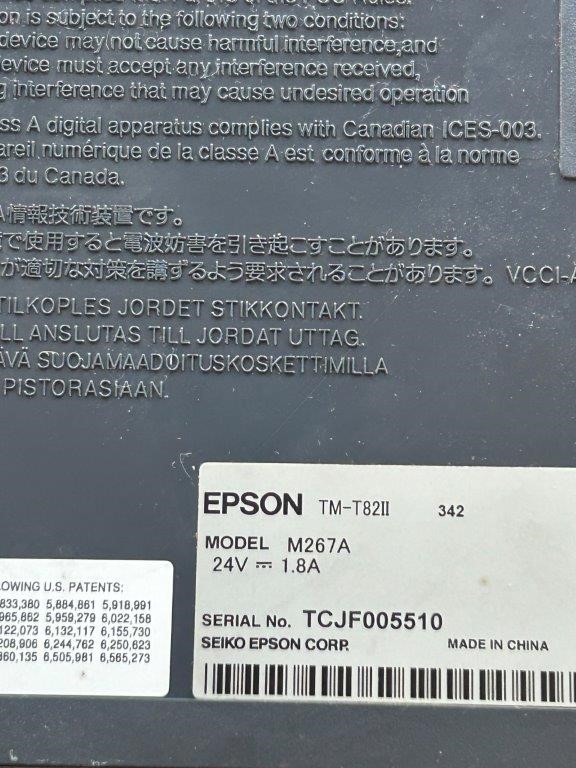 on is subject to the following two conditions:
device may not cause harmful interference, and
device must accept any interference received,
interference that may cause undesired operation
ss A digital apparatus complies with Canadian ICES-003.
areil numérique de la classe A est conforme à la norme
3 du Canada.
A情報技術装置です。
で使用すると電波妨害を引き起こすことがあります。
が適切な対策を講ずるよう要求されることがあります。 VCCI-A
TILKOPLES JORDET STIKKONTAKT.
LL ANSLUTAS TILL JORDAT UTTAG.
ÄVÄ SUOJAMAADOITUSKOSKETTIMILLA
PISTORASIAAN.
EPSON TM-T82II 342
MODEL M267A
24V ⎓ 1.8A
SERIAL No. TCJF005510
SEIKO EPSON CORP. MADE IN CHINA
LOWING U.S. PATENTS:
833,380 5,884,861 5,918,991
965,862 5,959,279 6,022,158
122,073 6,132,117 6,155,730
208,906 6,244,762 6,250,623
360,135 6,505,981 6,565,273